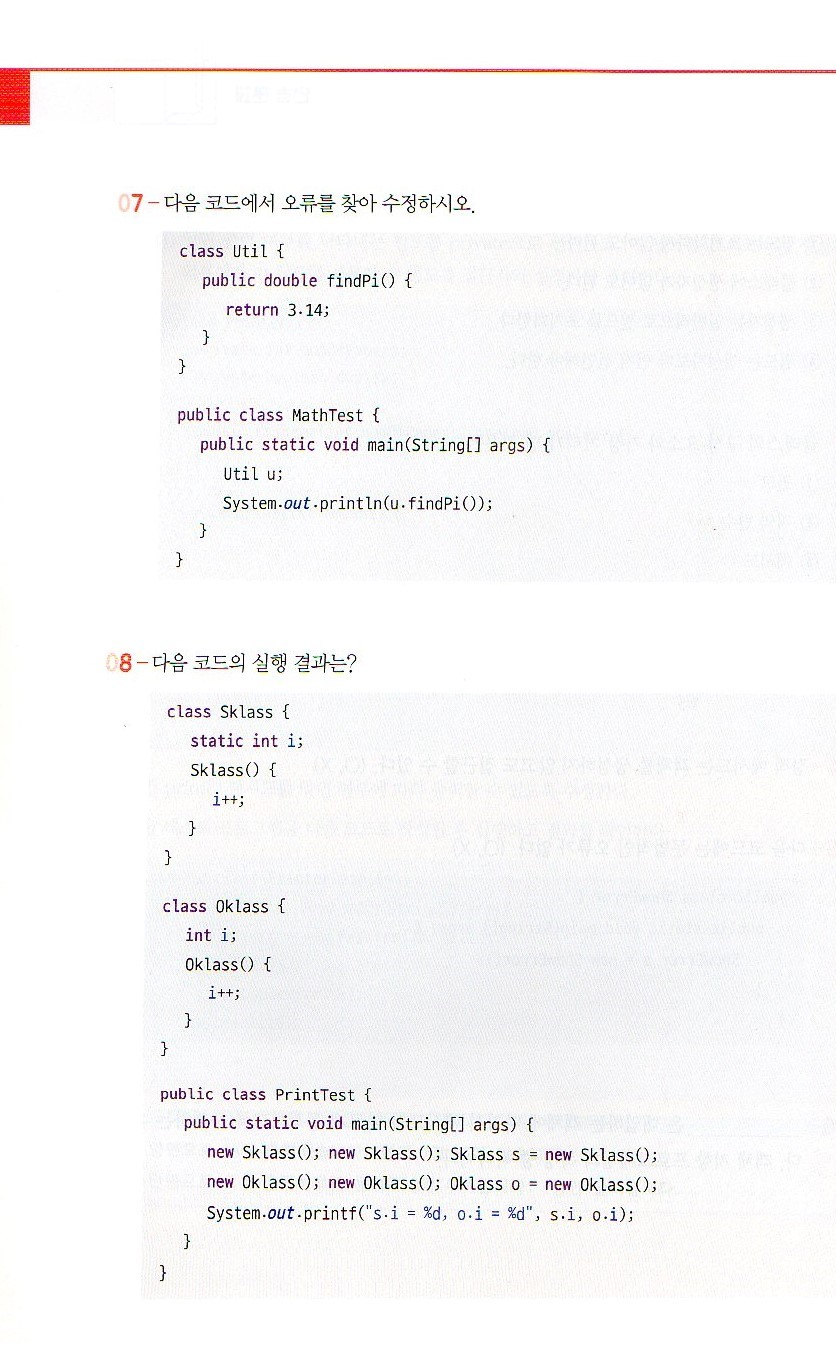 07 – 다음 코드에서 오류를 찾아 수정하시오.
class Util {
public double findPi() {
return 3.14;
}
}
public class MathTest {
public static void main(String[] args) {
Util u;
System.out.println(u.findPi());
}
}
08 – 다음 코드의 실행 결과는?
class Sklass {
static int i;
Sklass() {
i++;
}
}
class Oklass {
int i;
Oklass() {
i++;
}
}
public class PrintTest {
public static void main(String[] args) {
new Sklass(); new Sklass(); Sklass s = new Sklass();
new Oklass(); new Oklass(); Oklass o = new Oklass();
System.out.printf("s.i = %d, o.i = %d", s.i, o.i);
}
}